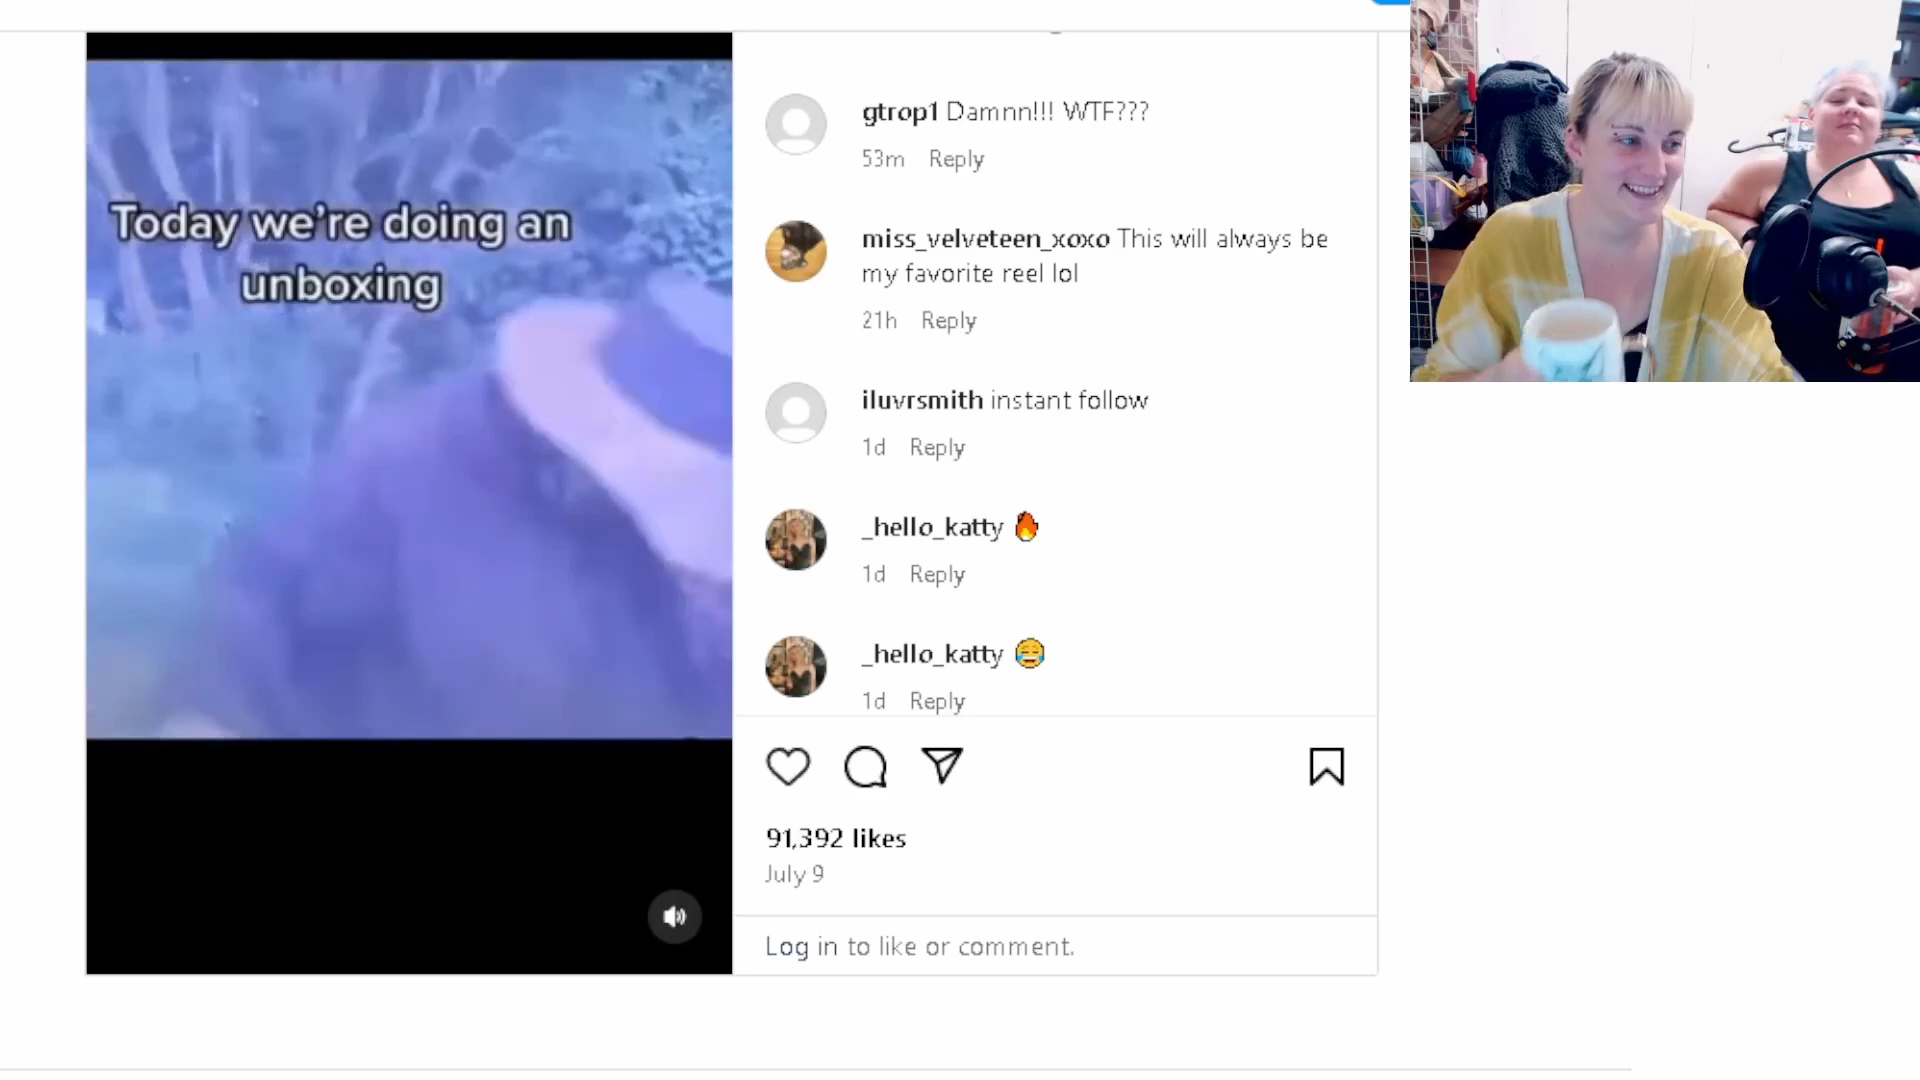 Today we're doing an
unboxing
gtrop1 Damnn!!! WTF???
53m Reply
miss_velveteen_xoxo This will always be
my favorite reel lol
21h Reply
iluvrsmith instant follow
1d Reply
_hello_katty 🔥
1d Reply
_hello_katty 😂
1d Reply
91,392 likes
July 9
Log in to like or comment.